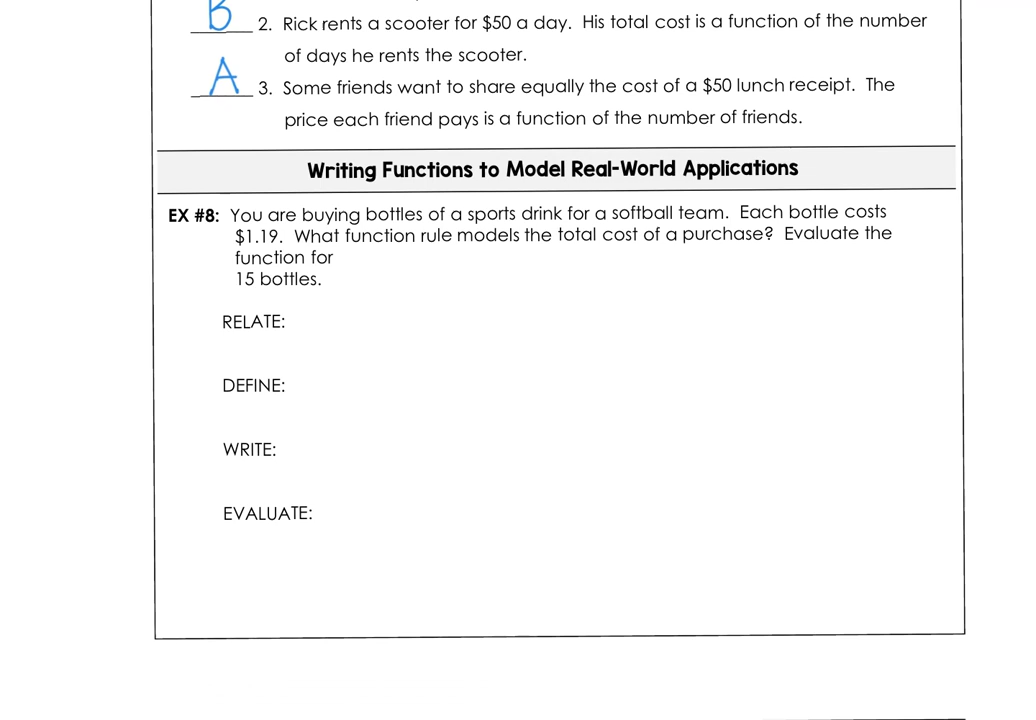 B 2. Rick rents a scooter for $50 a day. His total cost is a function of the number
of days he rents the scooter.
A 3. Some friends want to share equally the cost of a $50 lunch receipt. The
price each friend pays is a function of the number of friends.
Writing Functions to Model Real-World Applications
EX #8: You are buying bottles of a sports drink for a softball team. Each bottle costs
$1.19. What function rule models the total cost of a purchase? Evaluate the
function for
15 bottles.
RELATE:
DEFINE:
WRITE:
EVALUATE: